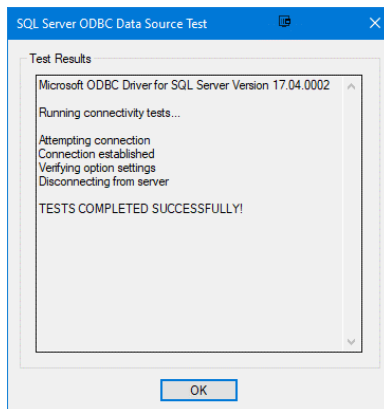 SQL Server ODBC Data Source Test
Test Results
Microsoft ODBC Driver for SQL Server Version 17.04.0002
Running connectivity tests...
Attempting connection
Connection established
Verifying option settings
Disconnecting from server
TESTS COMPLETED SUCCESSFULLY!
OK